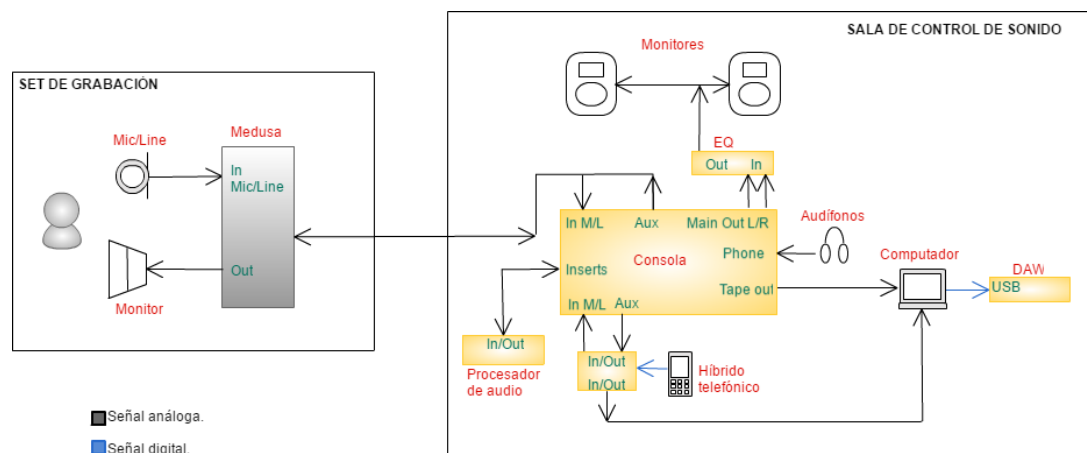 SALA DE CONTROL DE SONIDO
Monitores
SET DE GRABACIÓN
Mic/Line
Medusa
In
Mic/Line
Out
Monitor
EQ
Out In
In M/L
Aux
Main Out L/R
Audífonos
Phone
Consola
Inserts
Computador
DAW
USB
Tape out
In M/L
Aux
In/Out
Procesador
de audio
In/Out
In/Out
Híbrido
telefónico
Señal análoga.
Señal digital.